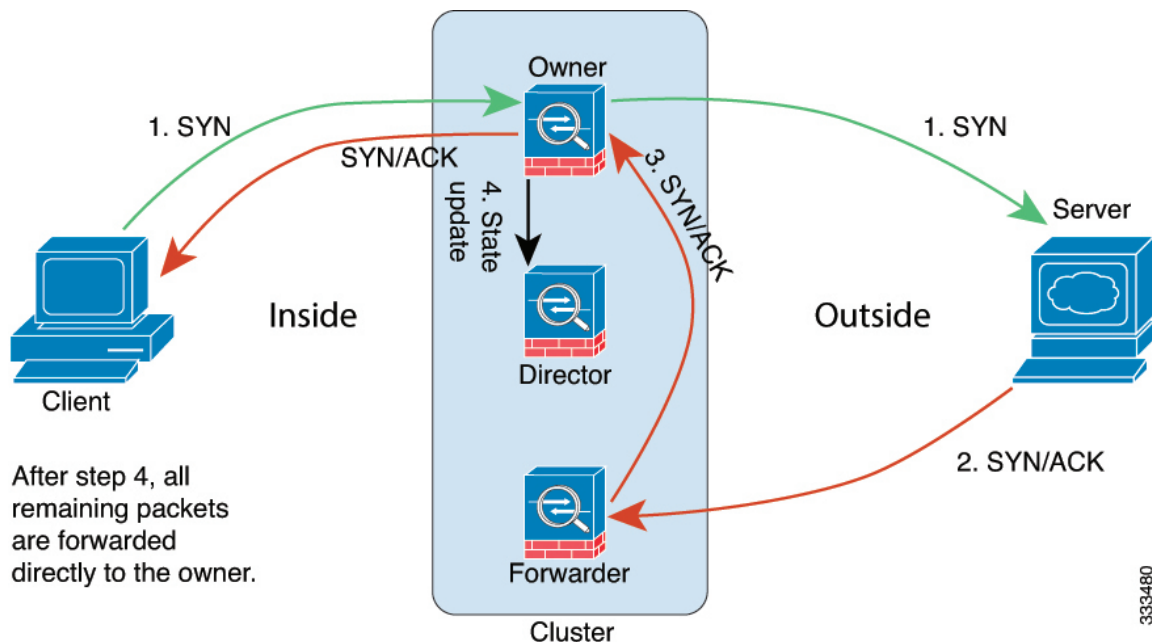 Owner
1. SYN
1. SYN
SYN/ACK
3. SYN/ACK
4. State
update
Server
Inside
Outside
Director
Client
2. SYN/ACK
After step 4, all
remaining packets
are forwarded
directly to the owner.
Forwarder
Cluster
333480